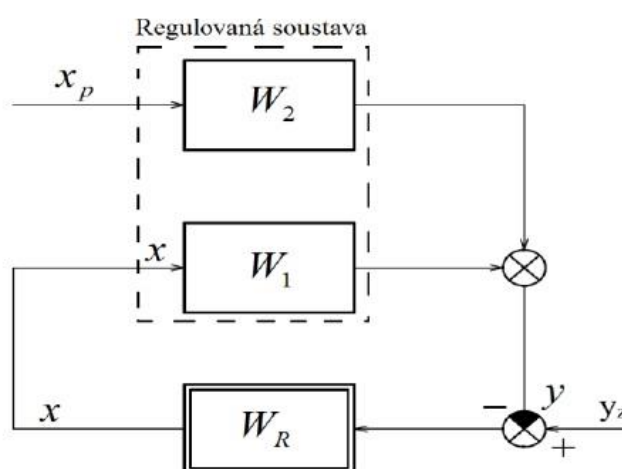 Regulovaná soustava
x_p
W_2
x
W_1
− y y_z
x
W_R
+